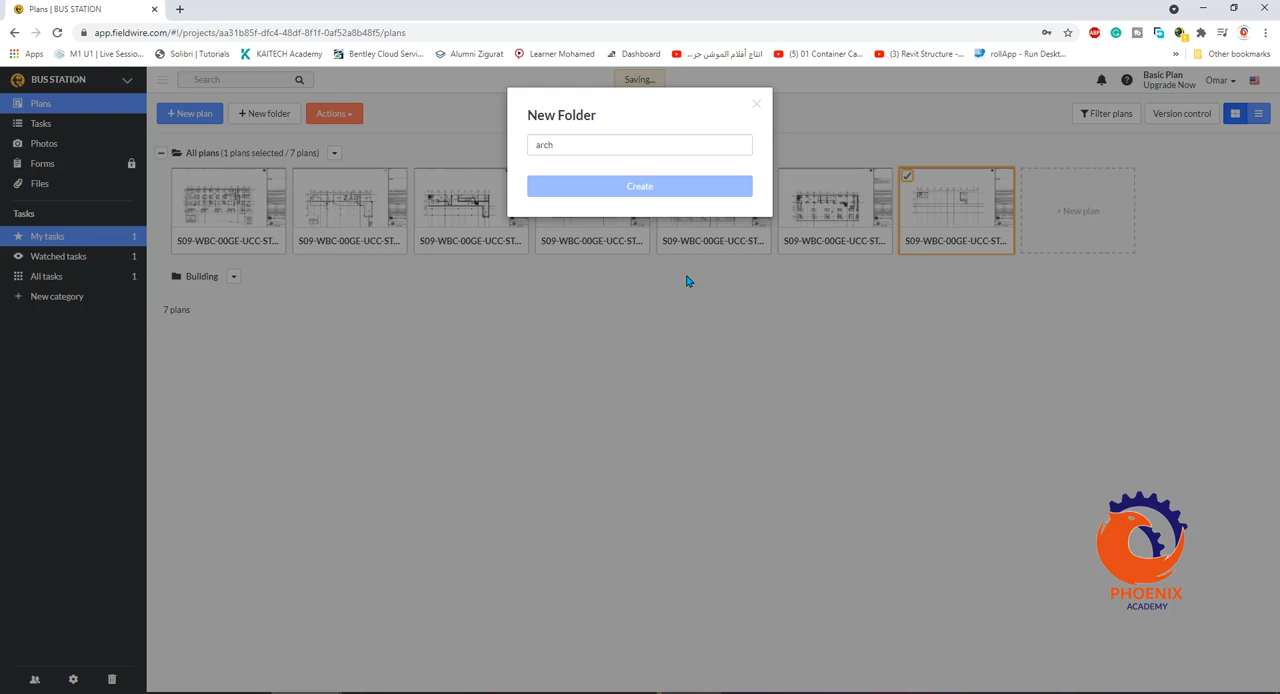 Plans | BUS STATION
app.fieldwire.com/#!/projects/aa31b85f-dfc4-48df-8f1f-0af52a8b48f5/plans
Apps
M1 U1 | Live Sessio...
Solibri | Tutorials
KAITECH Academy
Bentley Cloud Servic...
Alumni Zigurat
Learner Mohamed
Dashboard
انتاج أفلام الموشن جر...
(5) 01 Container Ca...
(3) Revit Structure -...
rollApp - Run Deskt...
Other bookmarks
BUS STATION
Search
Saving...
Basic Plan
Upgrade Now
Omar
Plans
Tasks
Photos
Forms
Files
Tasks
My tasks 1
Watched tasks 1
All tasks 1
New category
+ New plan
+ New folder
Actions
Filter plans
Version control
New Folder
arch
Create
All plans (1 plans selected / 7 plans)
S09-WBC-00GE-UCC-ST...
S09-WBC-00GE-UCC-ST...
S09-WBC-00GE-UCC-ST...
S09-WBC-00GE-UCC-ST...
S09-WBC-00GE-UCC-ST...
S09-WBC-00GE-UCC-ST...
S09-WBC-00GE-UCC-ST...
+ New plan
Building
7 plans
PHOENIX
ACADEMY